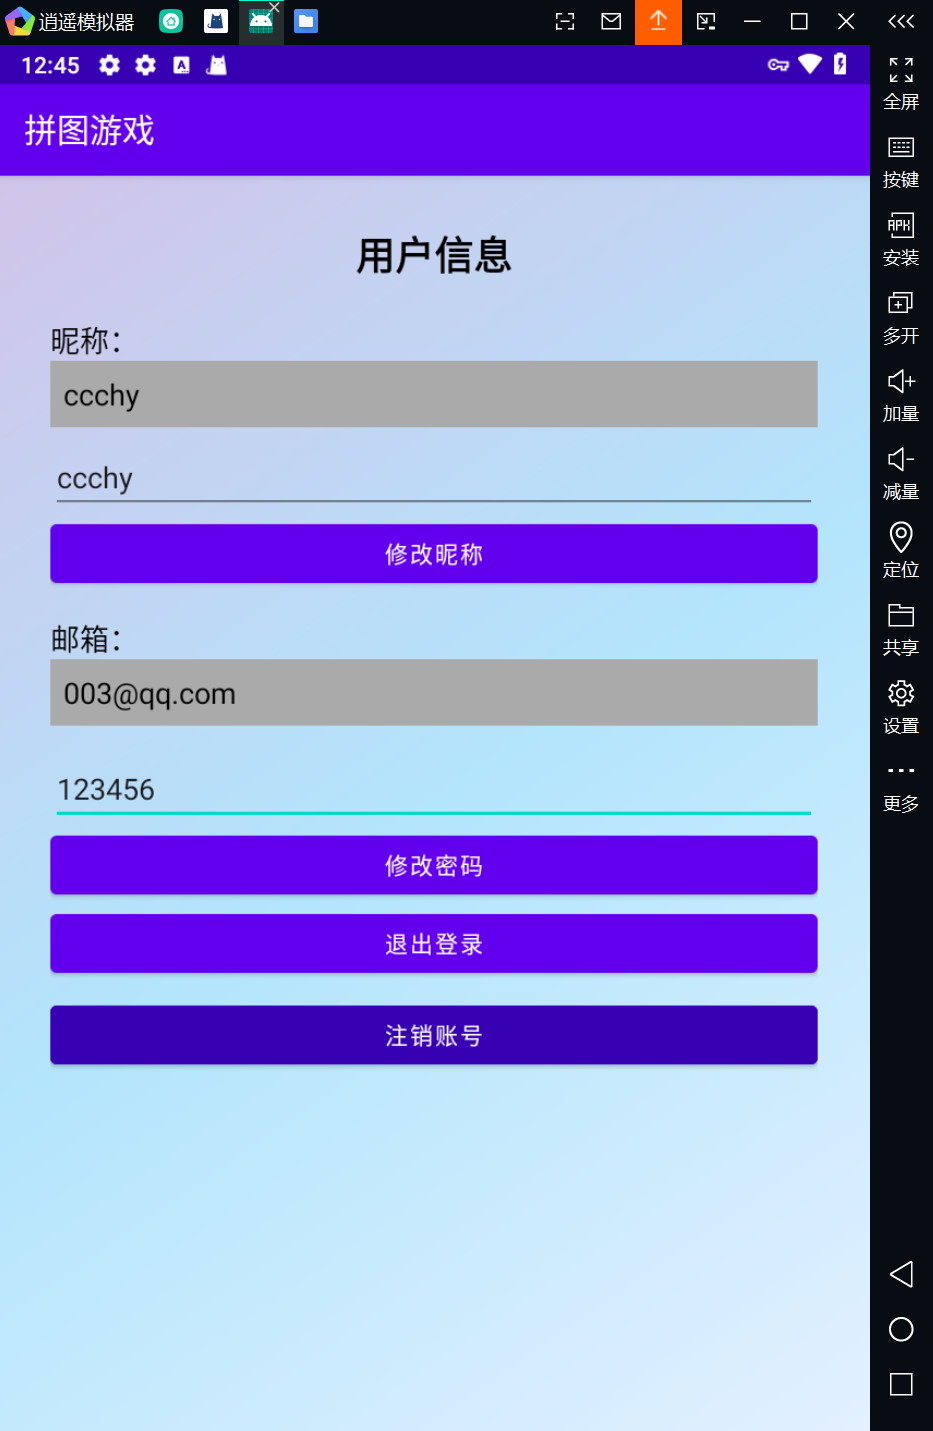 逍遥模拟器
12:45
拼图游戏
用户信息
昵称：
ccchy
ccchy
修改昵称
邮箱：
003@qq.com
123456
修改密码
退出登录
注销账号
全屏
按键
APK
安装
多开
加量
减量
定位
共享
设置
更多